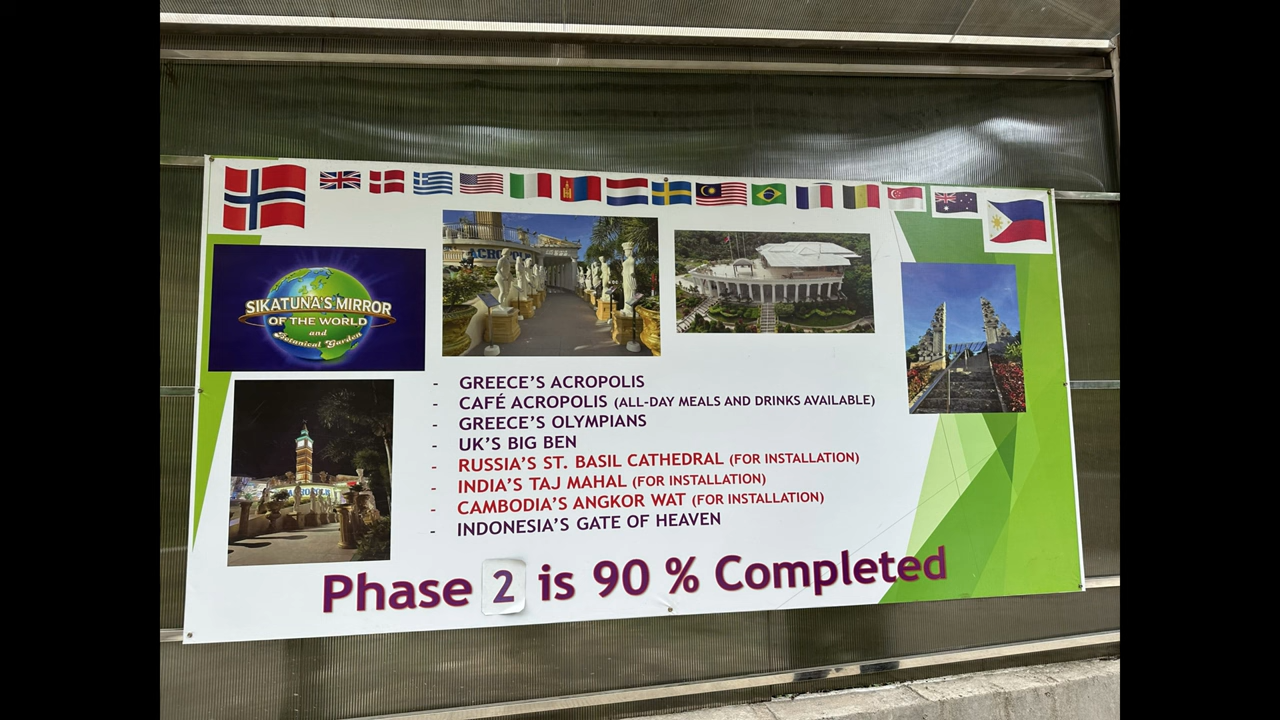 SIKATUNA'S MIRROR
OF THE WORLD
and
Botanical Garden
ACROPOLIS
- GREECE'S ACROPOLIS
- CAFÉ ACROPOLIS (ALL-DAY MEALS AND DRINKS AVAILABLE)
- GREECE'S OLYMPIANS
- UK'S BIG BEN
- RUSSIA'S ST. BASIL CATHEDRAL (FOR INSTALLATION)
- INDIA'S TAJ MAHAL (FOR INSTALLATION)
- CAMBODIA'S ANGKOR WAT (FOR INSTALLATION)
- INDONESIA'S GATE OF HEAVEN
Phase 2 is 90 % Completed